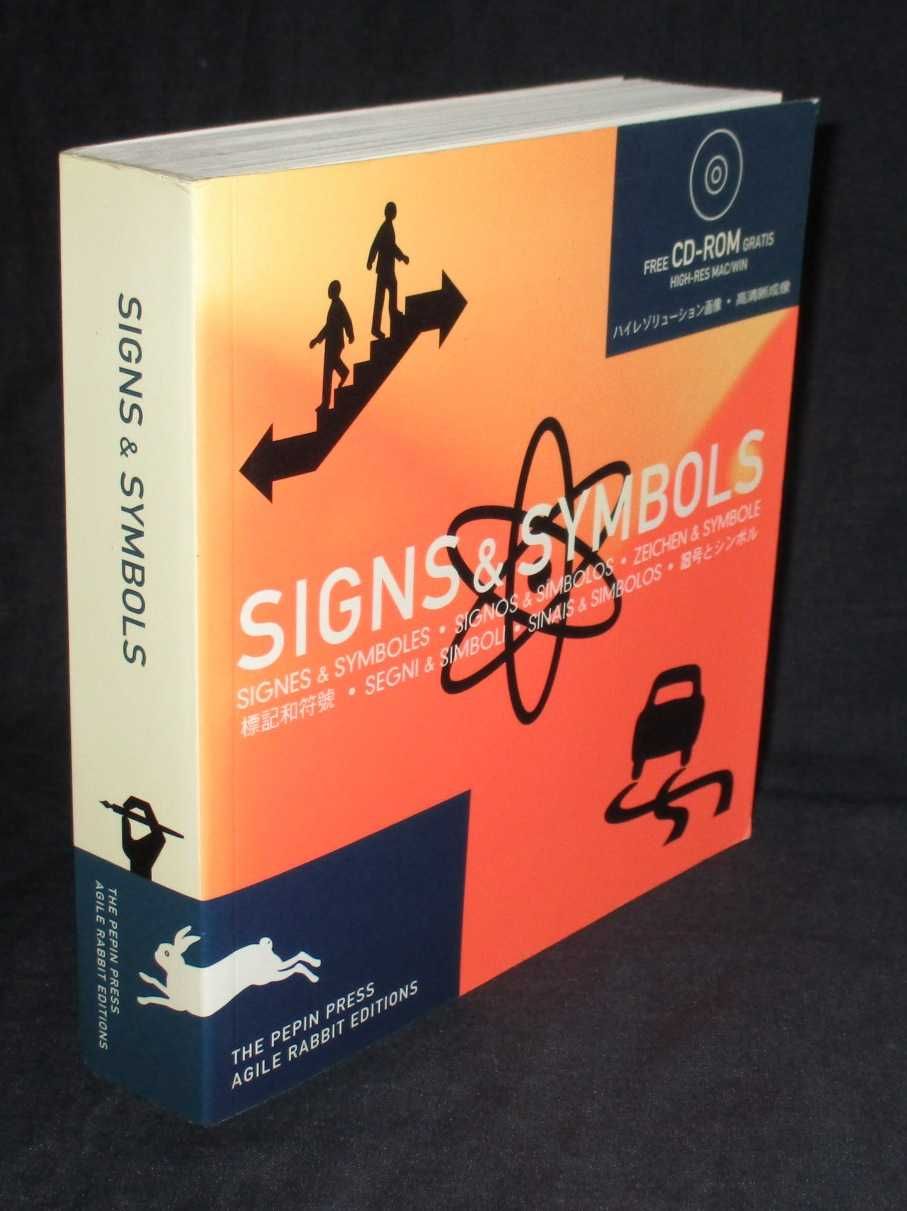 SIGNS & SYMBOLS
THE PEPIN PRESS
AGILE RABBIT EDITIONS
FREE CD-ROM GRATIS
HIGH-RES MAC/WIN
ハイレゾリューション画像・高清晰成像
SIGNS & SYMBOLS
SIGNES & SYMBOLES • SIGNOS & SÍMBOLOS • ZEICHEN & SYMBOLE
標記和符號 • SEGNI & SIMBOLI • SINAIS & SIMBOLOS • 記号とシンボル
THE PEPIN PRESS
AGILE RABBIT EDITIONS